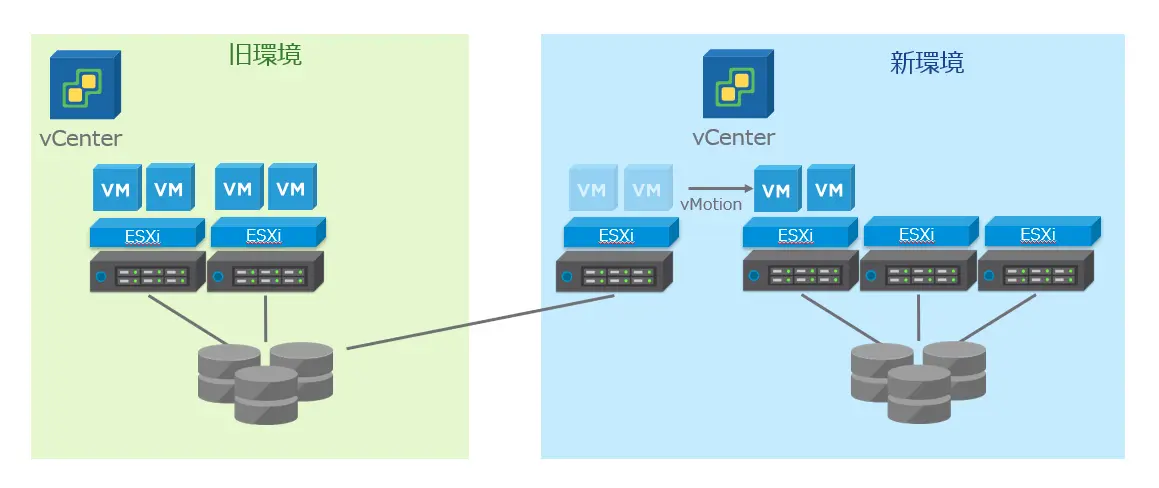 旧環境
vCenter
VM VM VM VM
ESXi ESXi
新環境
vCenter
VM VM vMotion VM VM
ESXi ESXi ESXi ESXi